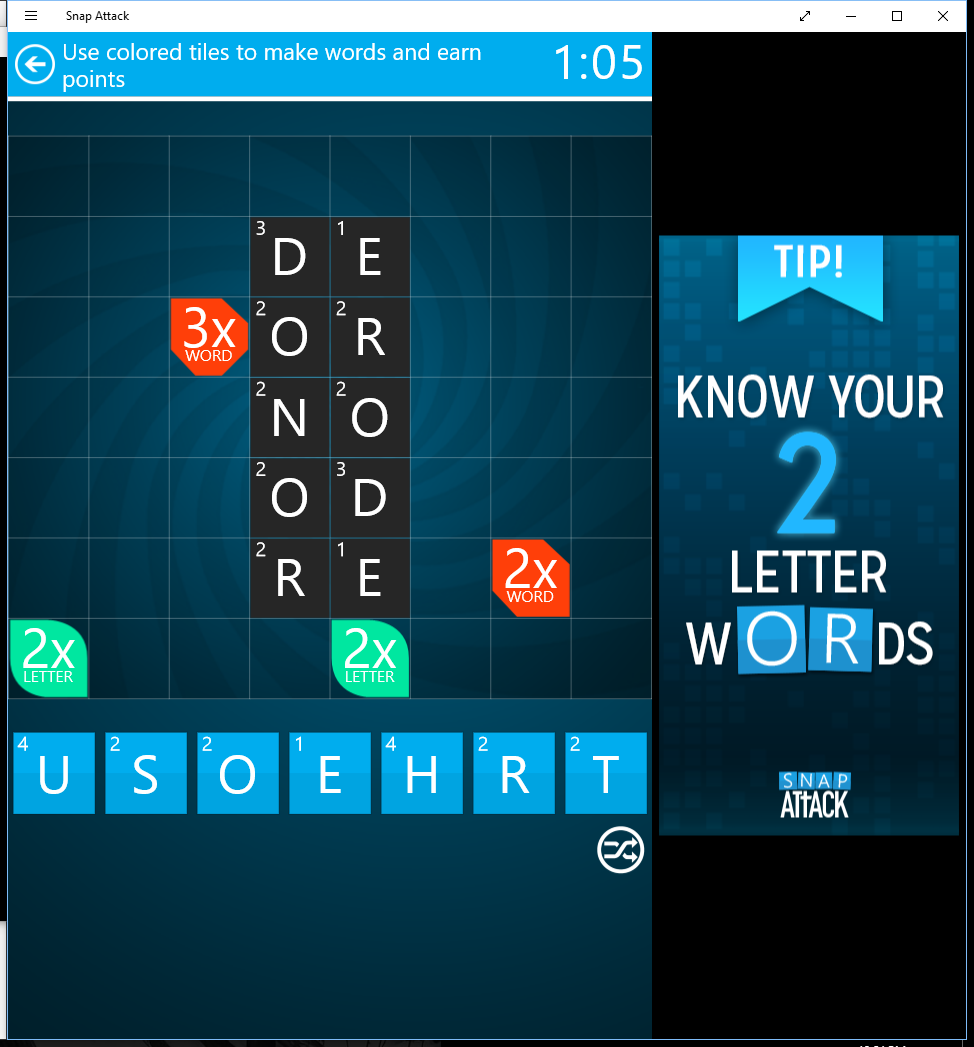 Snap Attack
Use colored tiles to make words and earn
points
1:05
3 D 1 E
3x
WORD
2 O 2 R
2 N 2 O
2 O 3 D
2 R 1 E
2x
WORD
2x
LETTER
2x
LETTER
4 U 2 S 2 O 1 E 4 H 2 R 2 T
TIP!
KNOW YOUR
2
LETTER
WORDS
SNAP
ATTACK